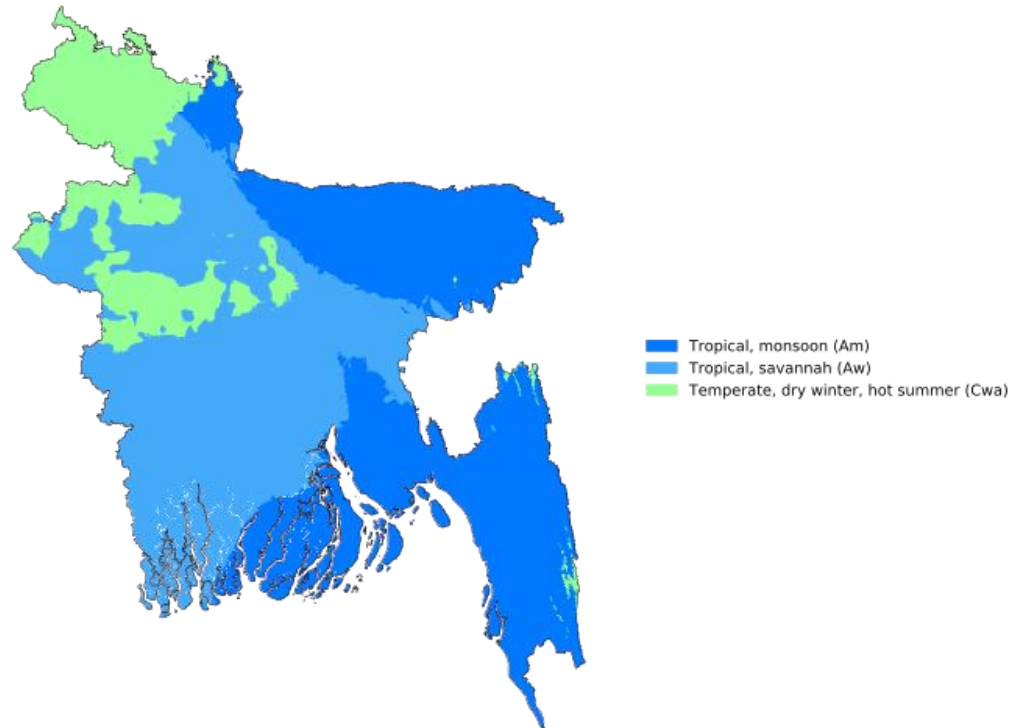 Tropical, monsoon (Am)
Tropical, savannah (Aw)
Temperate, dry winter, hot summer (Cwa)